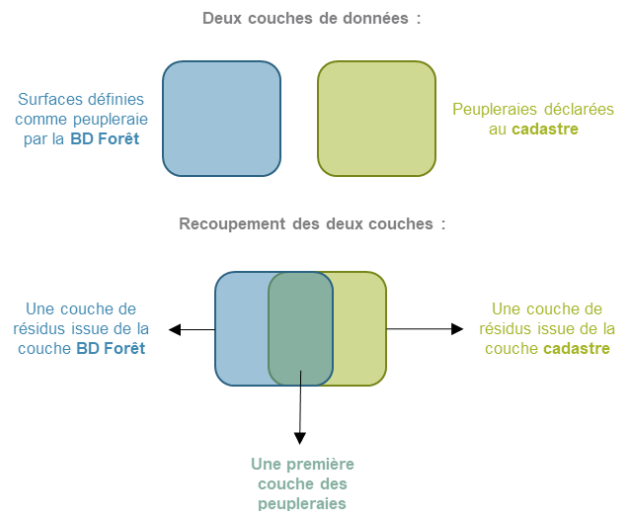 Deux couches de données :
Surfaces définies
comme peupleraie
par la BD Forêt
Peupleraies déclarées
au cadastre
Recoupement des deux couches :
Une couche de
résidus issue de la
couche BD Forêt
Une couche de
résidus issue de la
couche cadastre
Une première
couche des
peupleraies